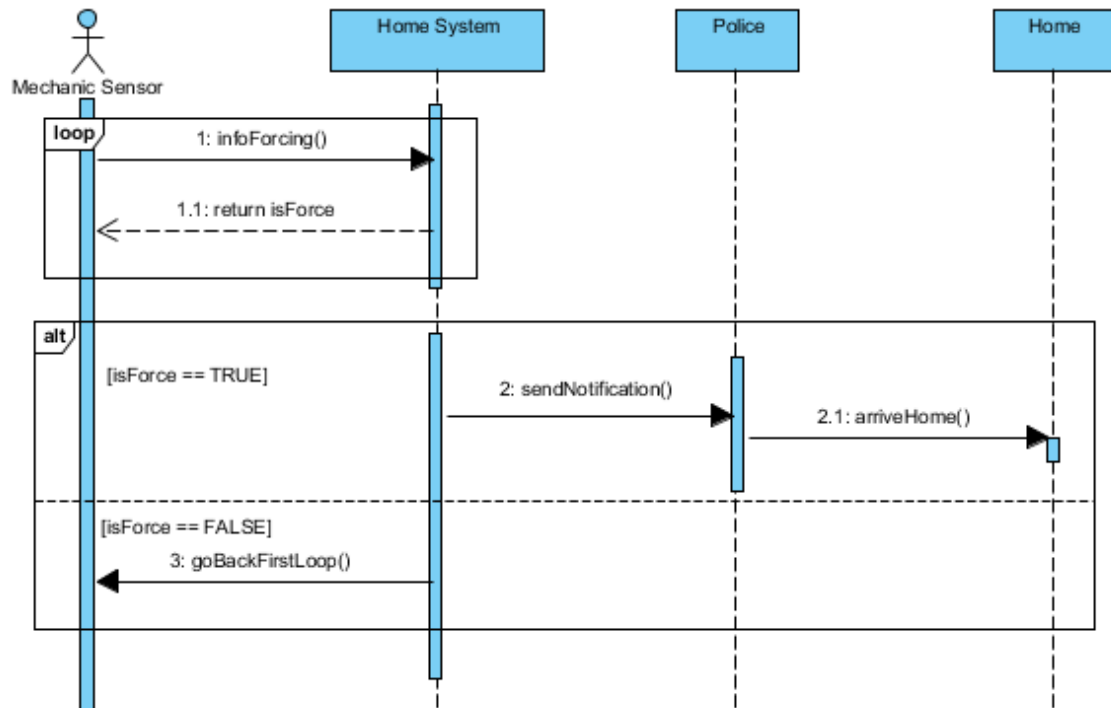 Home System
Police
Home
Mechanic Sensor
loop
1: infoForcing()
1.1: return isForce
alt
[isForce == TRUE]
2: sendNotification()
2.1: arriveHome()
[isForce == FALSE]
3: goBackFirstLoop()